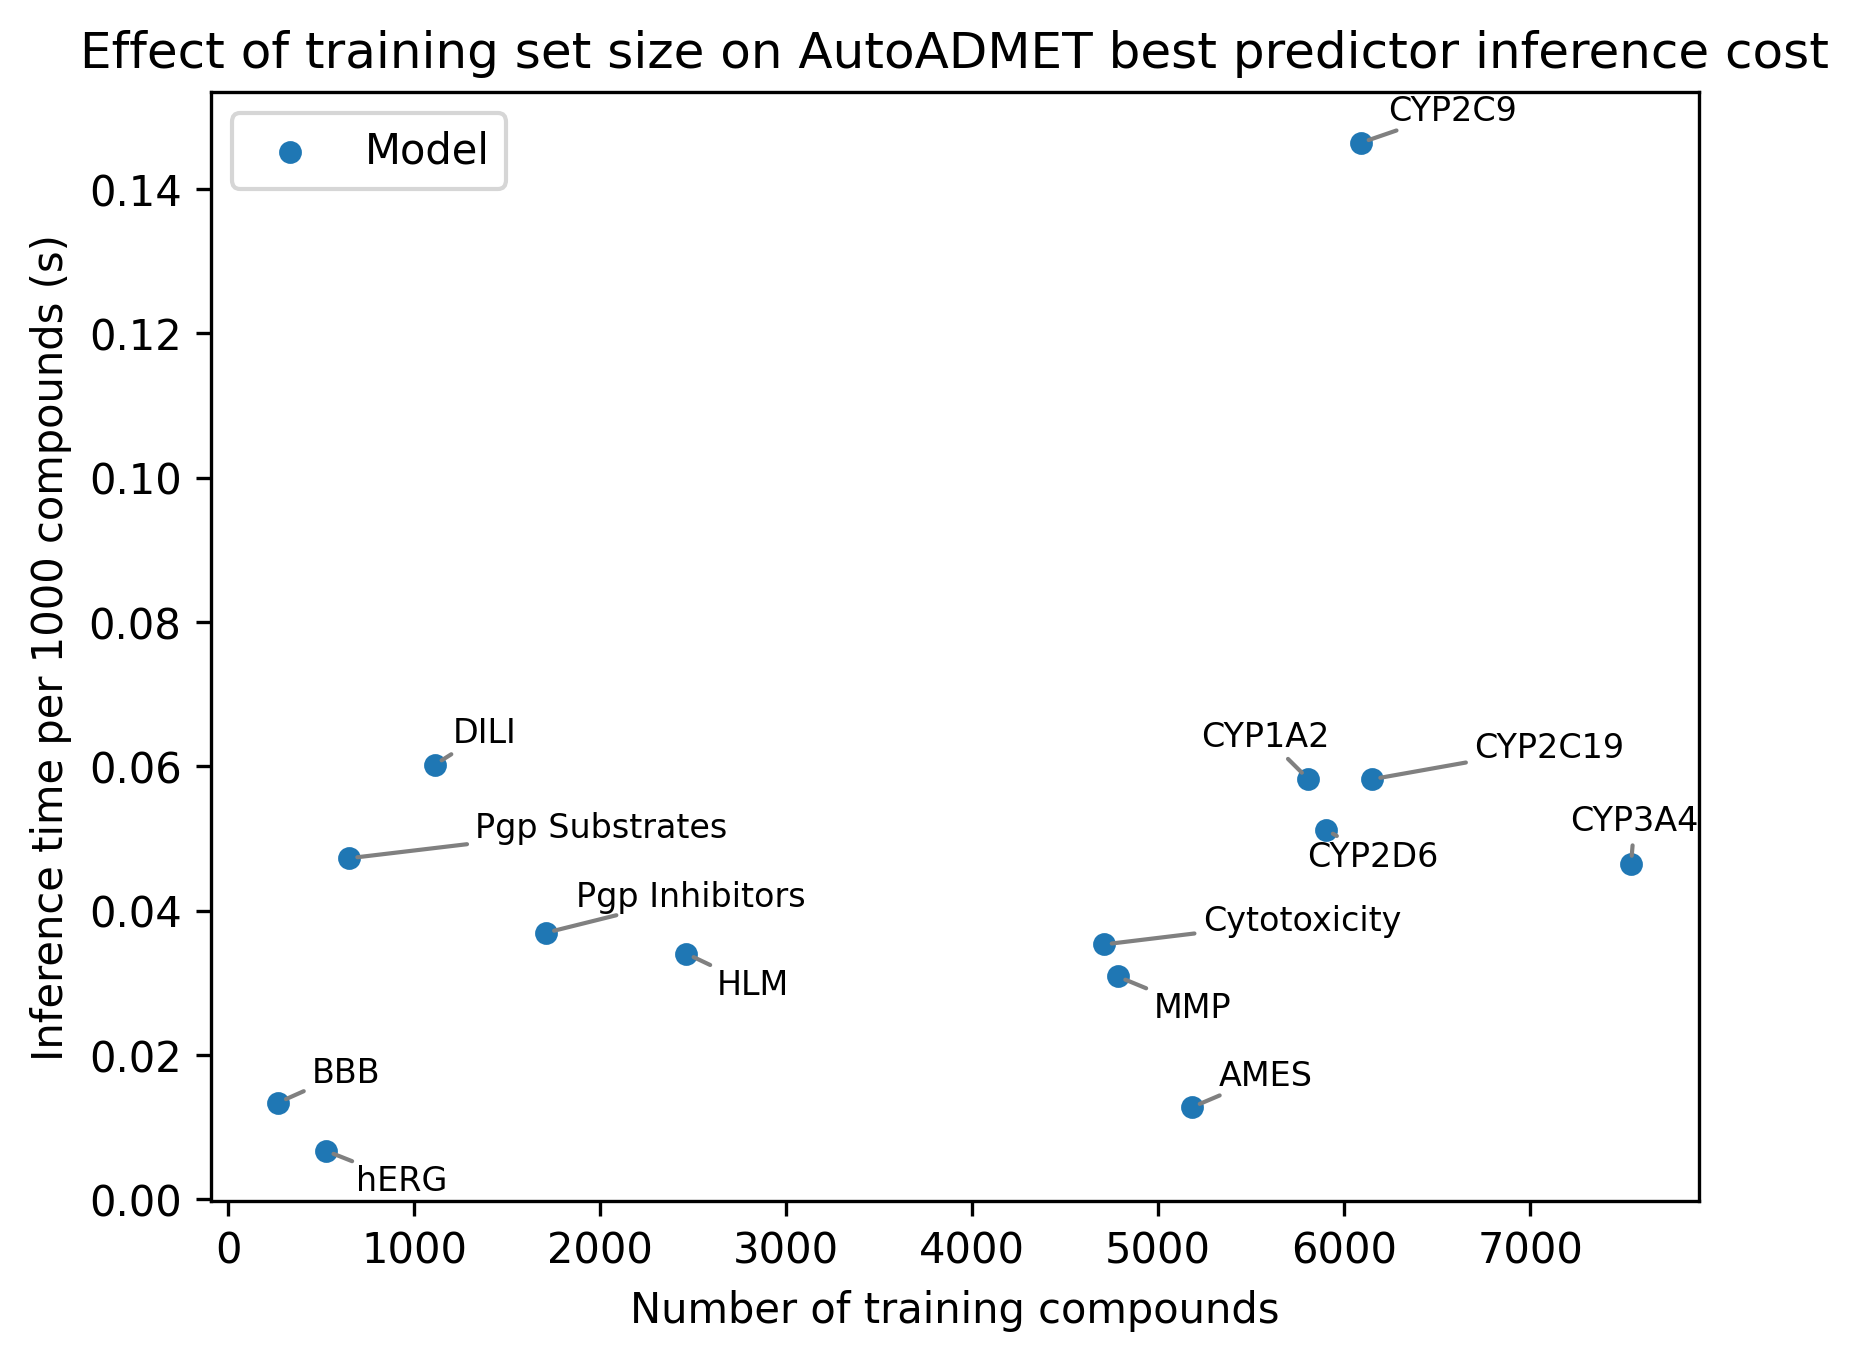 Effect of training set size on AutoADMET best predictor inference cost
Model
CYP2C9
0.14
0.12
0.10
0.08
0.06
0.04
0.02
0.00
Inference time per 1000 compounds (s)
DILI
CYP1A2
CYP2C19
Pgp Substrates
CYP3A4
CYP2D6
Pgp Inhibitors
Cytotoxicity
HLM
MMP
BBB
AMES
hERG
0 1000 2000 3000 4000 5000 6000 7000
Number of training compounds